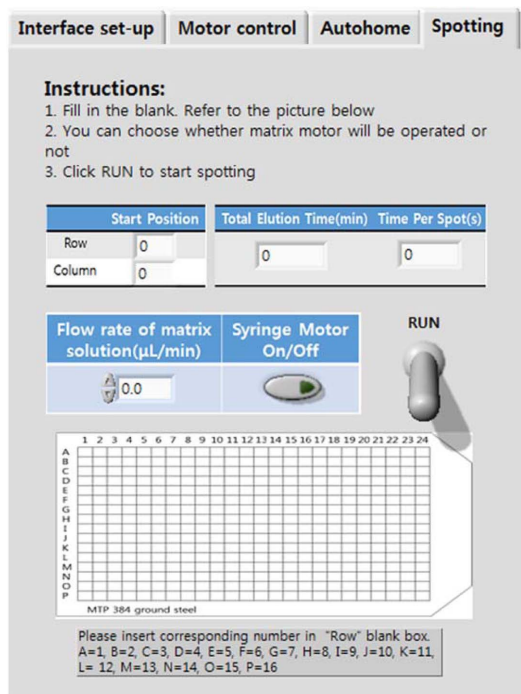 Interface set-up Motor control Autohome Spotting
Instructions:
1. Fill in the blank. Refer to the picture below
2. You can choose whether matrix motor will be operated or
not
3. Click RUN to start spotting
Start Position Total Elution Time(min) Time Per Spot(s)
Row 0 0 0
Column 0
Flow rate of matrix Syringe Motor RUN
solution(μL/min) On/Off
0.0
1 2 3 4 5 6 7 8 9 10 11 12 13 14 15 16 17 18 19 20 21 22 23 24
A
B
C
D
E
F
G
H
I
J
K
L
M
N
O
P
MTP 384 ground steel
Please insert corresponding number in "Row" blank box.
A=1, B=2, C=3, D=4, E=5, F=6, G=7, H=8, I=9, J=10, K=11,
L= 12, M=13, N=14, O=15, P=16